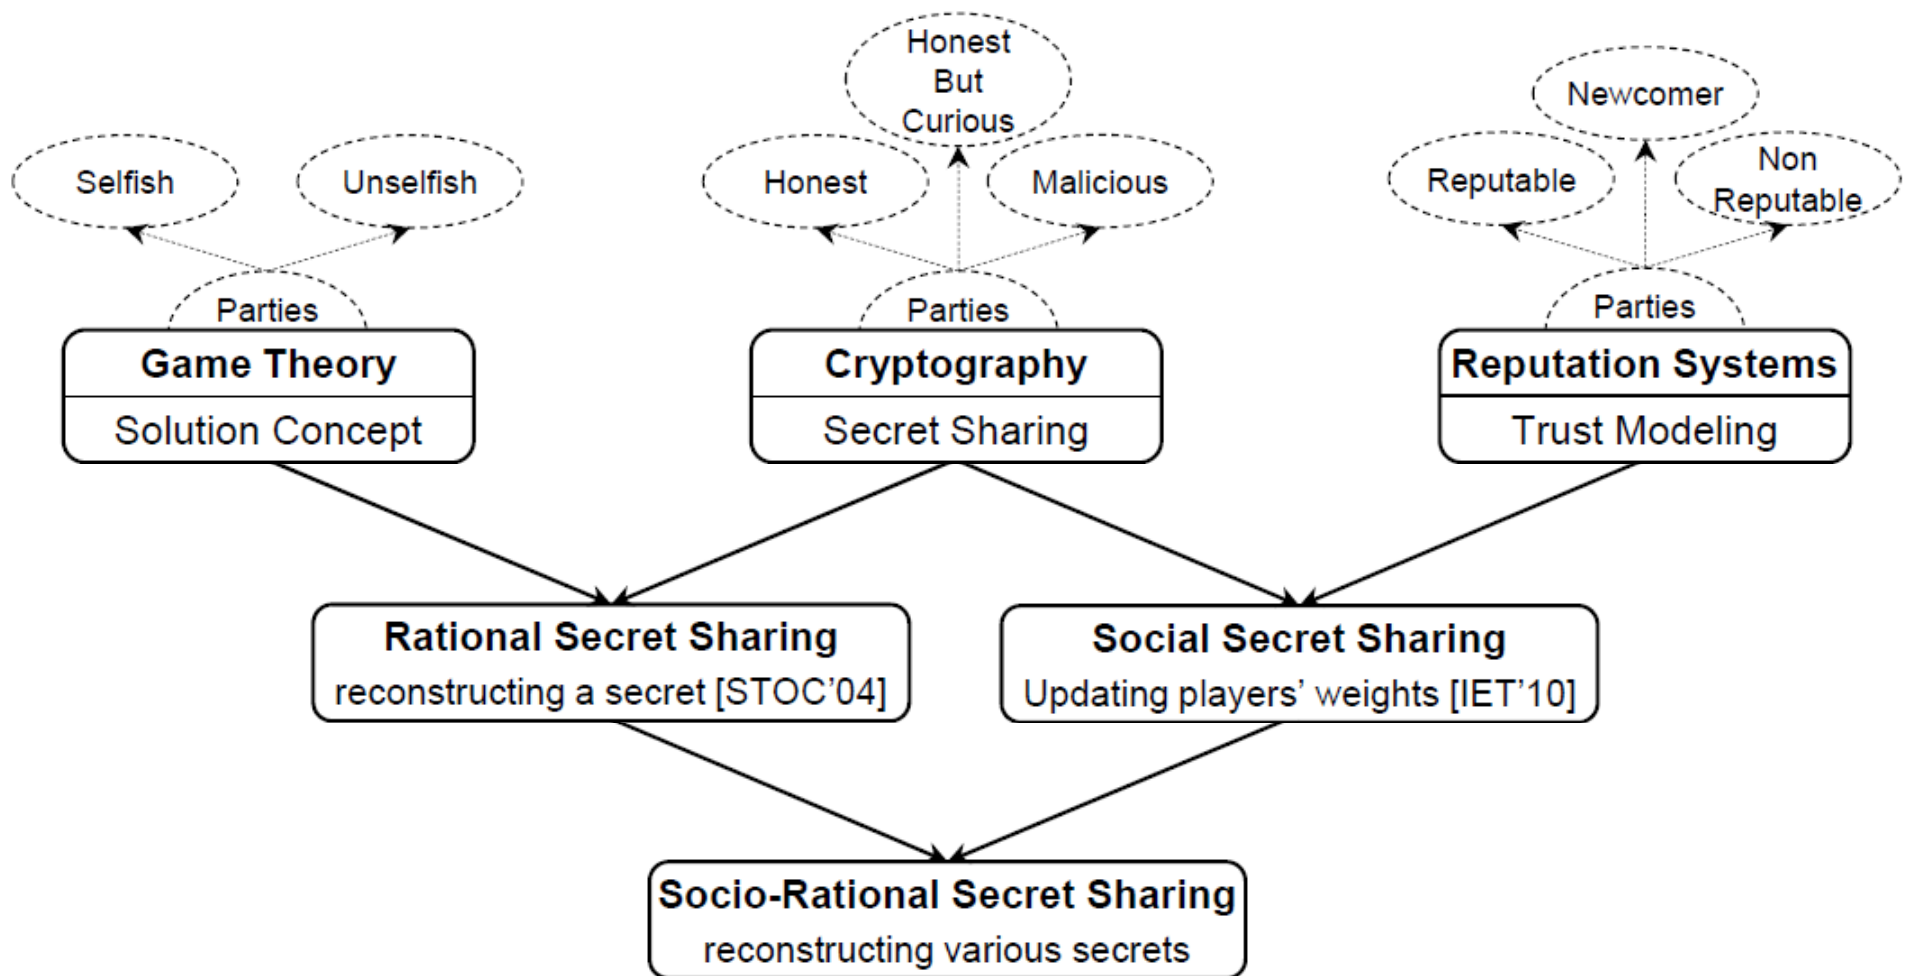 Honest
But
Curious
Newcomer
Selfish
Unselfish
Honest
Malicious
Reputable
Non
Reputable
Parties
Parties
Parties
Game Theory
Cryptography
Reputation Systems
Solution Concept
Secret Sharing
Trust Modeling
Rational Secret Sharing
reconstructing a secret [STOC’04]
Social Secret Sharing
Updating players’ weights [IET’10]
Socio-Rational Secret Sharing
reconstructing various secrets